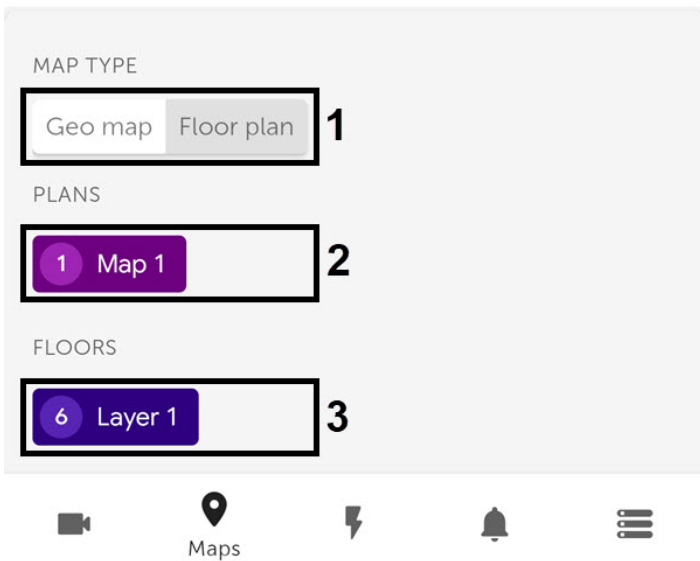 MAP TYPE
Geo map Floor plan 1
PLANS
1 Map 1 2
FLOORS
6 Layer 1 3
Maps